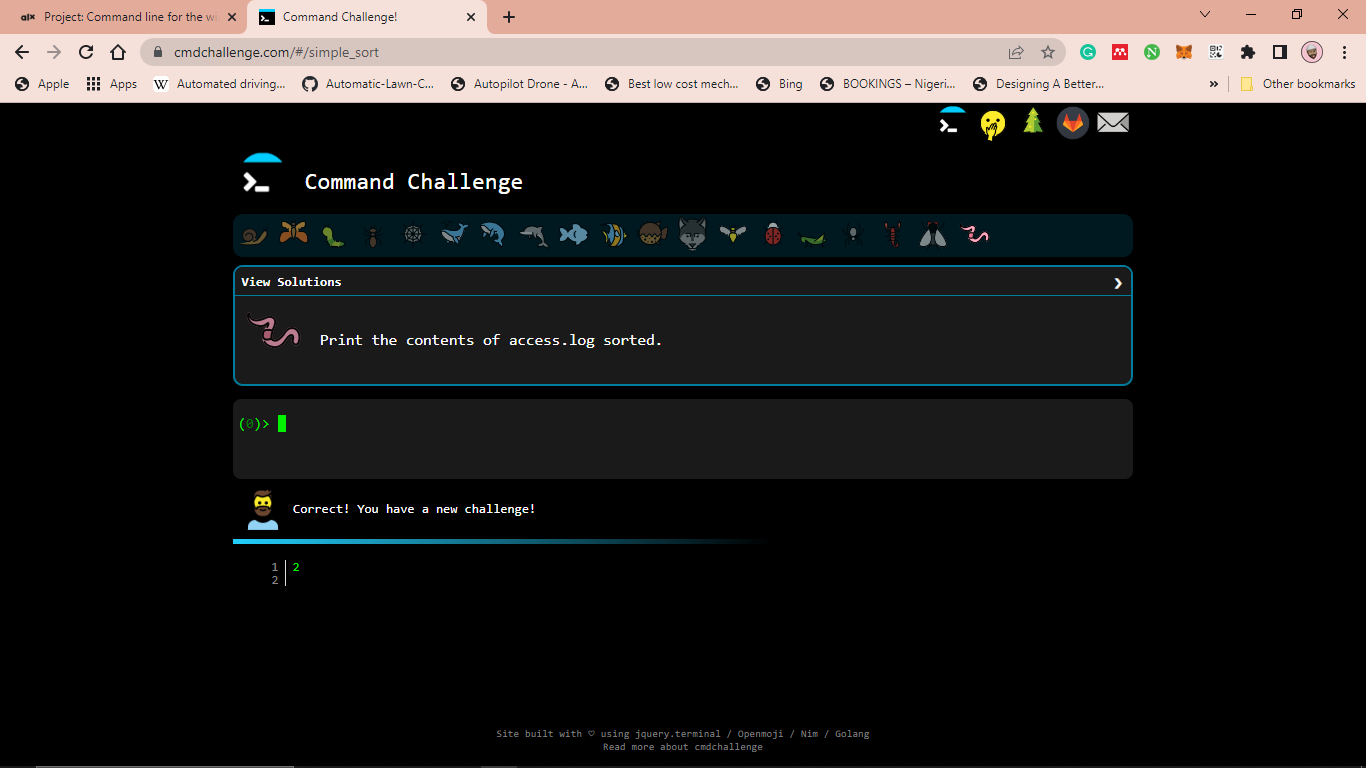 Project: Command line for the wi
Command Challenge!
cmdchallenge.com/#/simple_sort
Apple
Apps
Automated driving...
Automatic-Lawn-C...
Autopilot Drone - A...
Best low cost mech...
Bing
BOOKINGS – Nigeri...
Designing A Better...
»
Other bookmarks
Command Challenge
View Solutions
Print the contents of access.log sorted.
(0)>
Correct! You have a new challenge!
1 2
2
Site built with ♡ using jquery.terminal / Openmoji / Nim / Golang
Read more about cmdchallenge